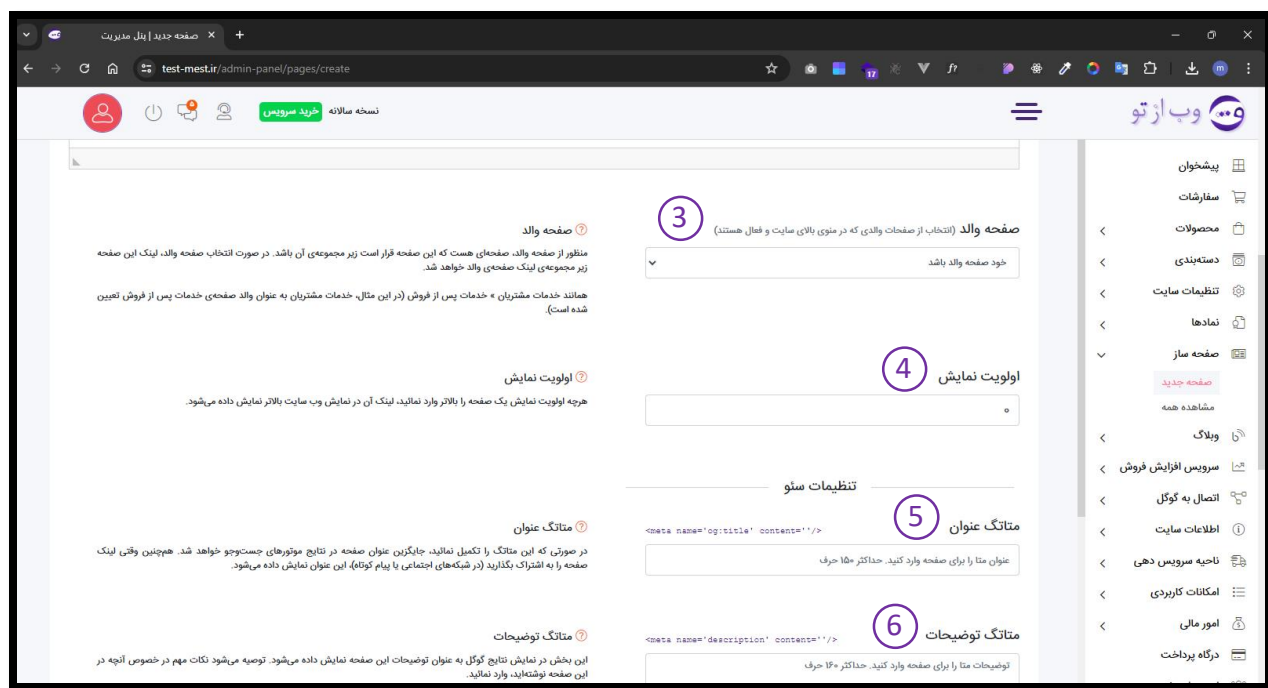 صفحه جدید | پنل مدیریت
test-mest.ir/admin-panel/pages/create
17
m
وب از تو
نسخه سالانه
خرید سرویس
پیشخوان
سفارشات
محصولات
دسته‌بندی
تنظیمات سایت
نمادها
صفحه ساز
صفحه جدید
مشاهده همه
وبلاگ
سرویس افزایش فروش
اتصال به گوگل
اطلاعات سایت
ناحیه سرویس دهی
امکانات کاربردی
امور مالی
درگاه پرداخت
صفحه والد (انتخاب از صفحات والدی که در منوی بالای سایت و فعال هستند)
3
خود صفحه والد باشد
صفحه والد
منظور از صفحه والد، صفحه‌ای هست که این صفحه قرار است زیر مجموعه‌ی آن باشد. در صورت انتخاب صفحه والد، لینک این صفحه
زیر مجموعه‌ی لینک صفحه‌ی والد خواهد شد.
همانند خدمات مشتریان » خدمات پس از فروش (در این مثال، خدمات مشتریان به عنوان والد صفحه‌ی خدمات پس از فروش تعیین
شده است).
اولویت نمایش
4
۰
اولویت نمایش
هرچه اولویت نمایش یک صفحه را بالاتر وارد نمائید، لینک آن در نمایش وب سایت بالاتر نمایش داده می‌شود.
تنظیمات سئو
متاتگ عنوان
5
<meta name='og:title' content=''/>
عنوان متا را برای صفحه وارد کنید. حداکثر ۱۵۰ حرف
متاتگ عنوان
در صورتی که این متاتگ را تکمیل نمائید، جایگزین عنوان صفحه در نتایج موتورهای جست‌وجو خواهد شد. همچنین وقتی لینک
صفحه را به اشتراک بگذارید (در شبکه‌های اجتماعی یا پیام کوتاه)، این عنوان نمایش داده می‌شود.
متاتگ توضیحات
6
<meta name='description' content=''/>
توضیحات متا را برای صفحه وارد کنید. حداکثر ۱۶۰ حرف
متاتگ توضیحات
این بخش در نمایش نتایج گوگل به عنوان توضیحات این صفحه نمایش داده می‌شود. توصیه می‌شود نکات مهم در خصوص آنچه در
این صفحه نوشته‌اید، وارد نمائید.